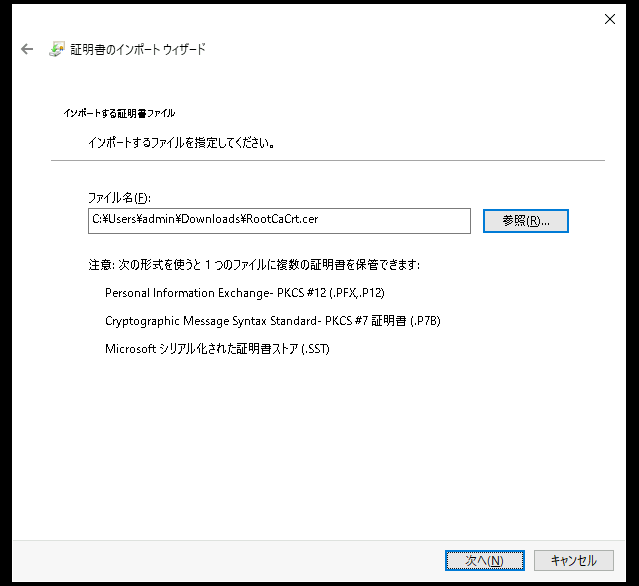 証明書のインポート ウィザード
インポートする証明書ファイル
インポートするファイルを指定してください。
ファイル名(F):
C:¥Users¥admin¥Downloads¥RootCaCrt.cer
参照(R)...
注意: 次の形式を使うと 1 つのファイルに複数の証明書を保管できます:
Personal Information Exchange- PKCS #12 (.PFX,.P12)
Cryptographic Message Syntax Standard- PKCS #7 証明書 (.P7B)
Microsoft シリアル化された証明書ストア (.SST)
次へ(N)
キャンセル